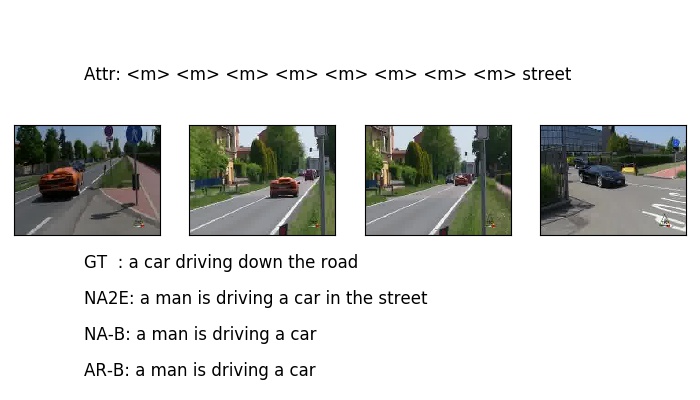 Attr: <m> <m> <m> <m> <m> <m> <m> <m> street
GT  : a car driving down the road
NA2E: a man is driving a car in the street
NA-B: a man is driving a car
AR-B: a man is driving a car